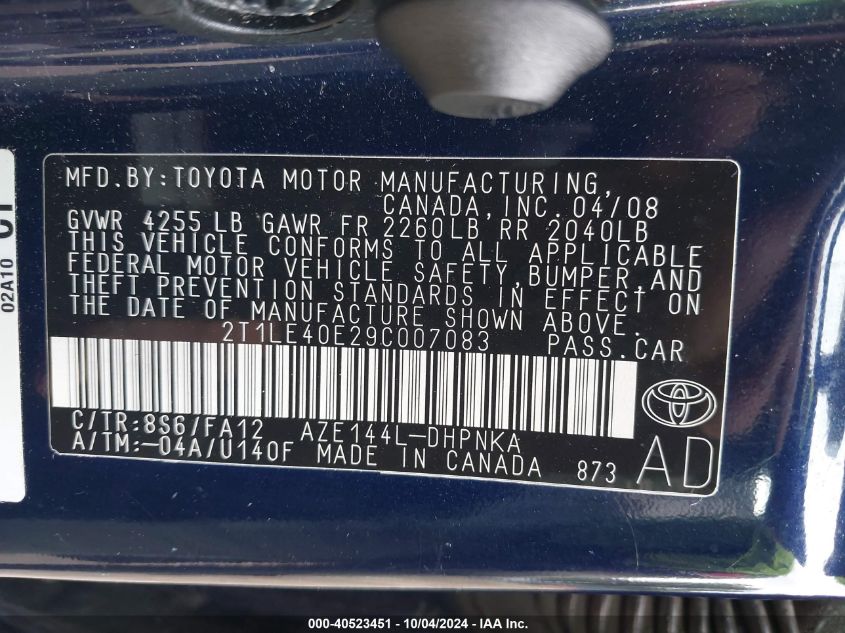 MFD.BY:TOYOTA MOTOR MANUFACTURING,
CANADA,INC. 04/08
GVWR 4255 LB GAWR FR 2260LB RR 2040LB
THIS VEHICLE CONFORMS TO ALL APPLICABLE
FEDERAL MOTOR VEHICLE SAFETY,BUMPER,AND
THEFT PREVENTION STANDARDS IN EFFECT ON
THE DATE OF MANUFACTURE SHOWN ABOVE.
2T1LE40E29C007083 PASS.CAR
C/TR:8S6/FA12 AZE144L-DHPNKA
A/TM:-04A/U140F MADE IN CANADA 873
AD
02A10
000-40523451 - 10/04/2024 - IAA Inc.